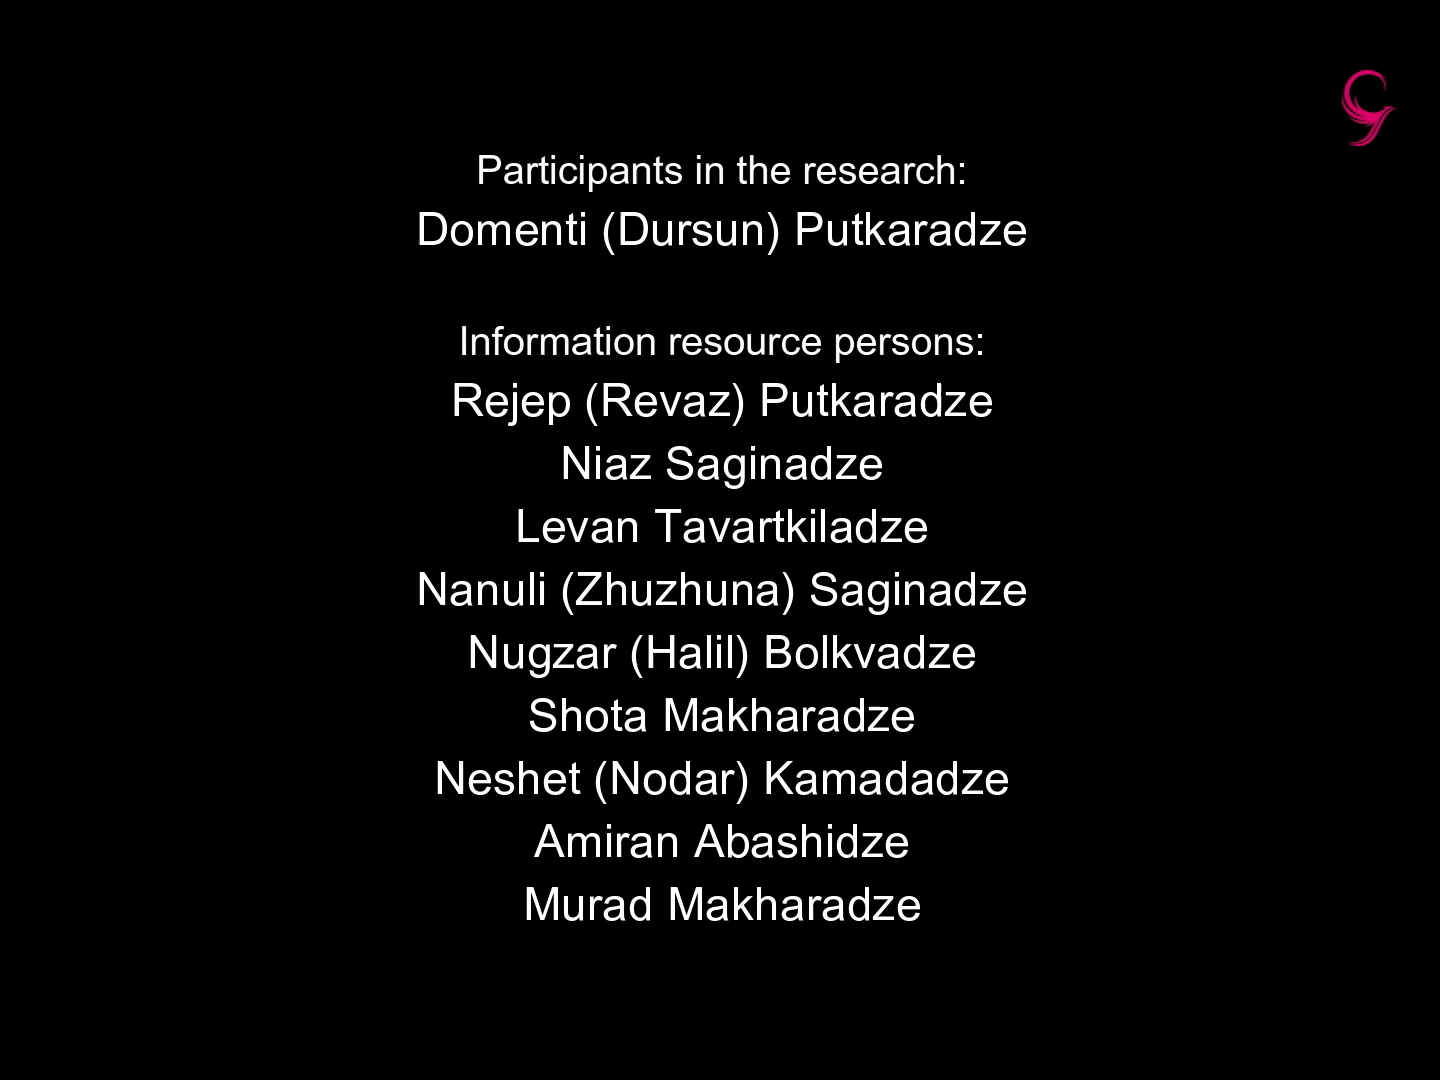 Participants in the research:
Domenti (Dursun) Putkaradze
Information resource persons:
Rejep (Revaz) Putkaradze
Niaz Saginadze
Levan Tavartkiladze
Nanuli (Zhuzhuna) Saginadze
Nugzar (Halil) Bolkvadze
Shota Makharadze
Neshet (Nodar) Kamadadze
Amiran Abashidze
Murad Makharadze